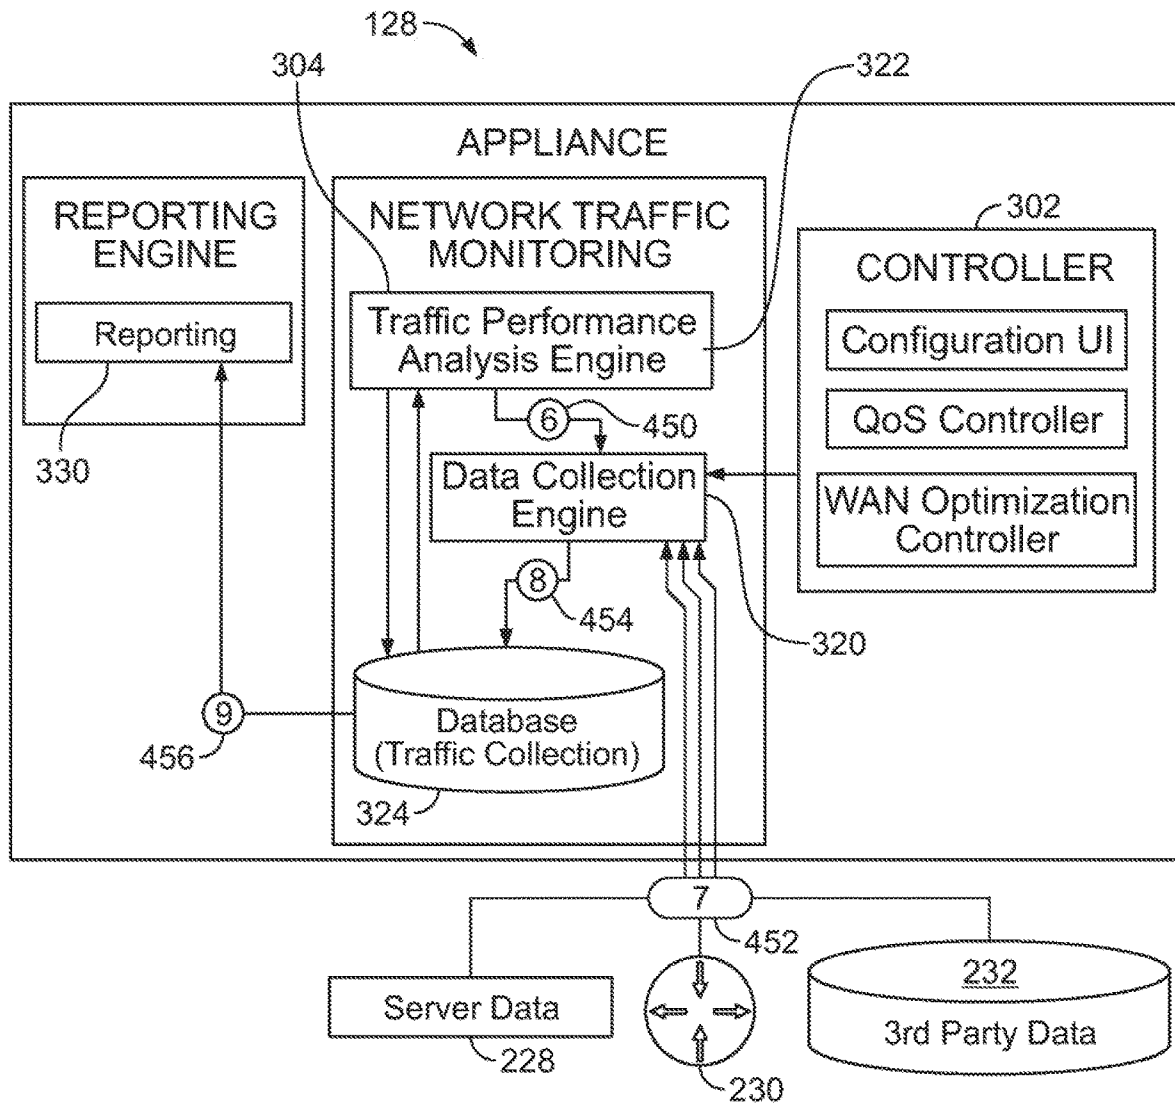 128
304
322
APPLIANCE
REPORTING
ENGINE
Reporting
330
NETWORK TRAFFIC
MONITORING
Traffic Performance
Analysis Engine
6
450
Data Collection
Engine
8
454
320
302
CONTROLLER
Configuration UI
QoS Controller
WAN Optimization
Controller
9
456
Database
(Traffic Collection)
324
7
452
Server Data
228
230
232
3rd Party Data